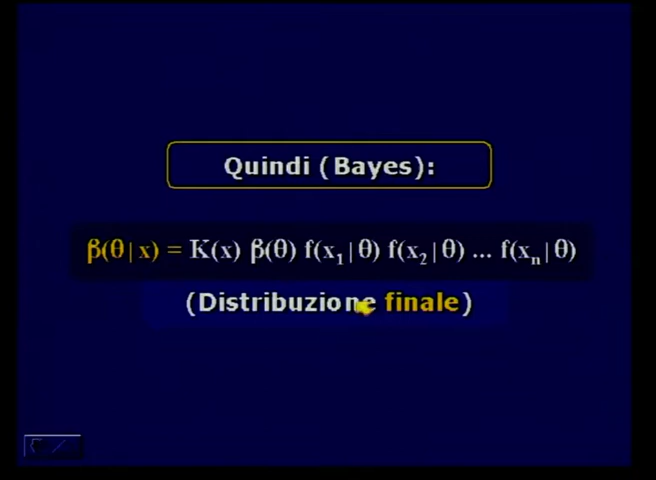 Quindi (Bayes):
β(θ|x) = K(x) β(θ) f(x₁|θ) f(x₂|θ) ... f(xₙ|θ)
(Distribuzione finale)